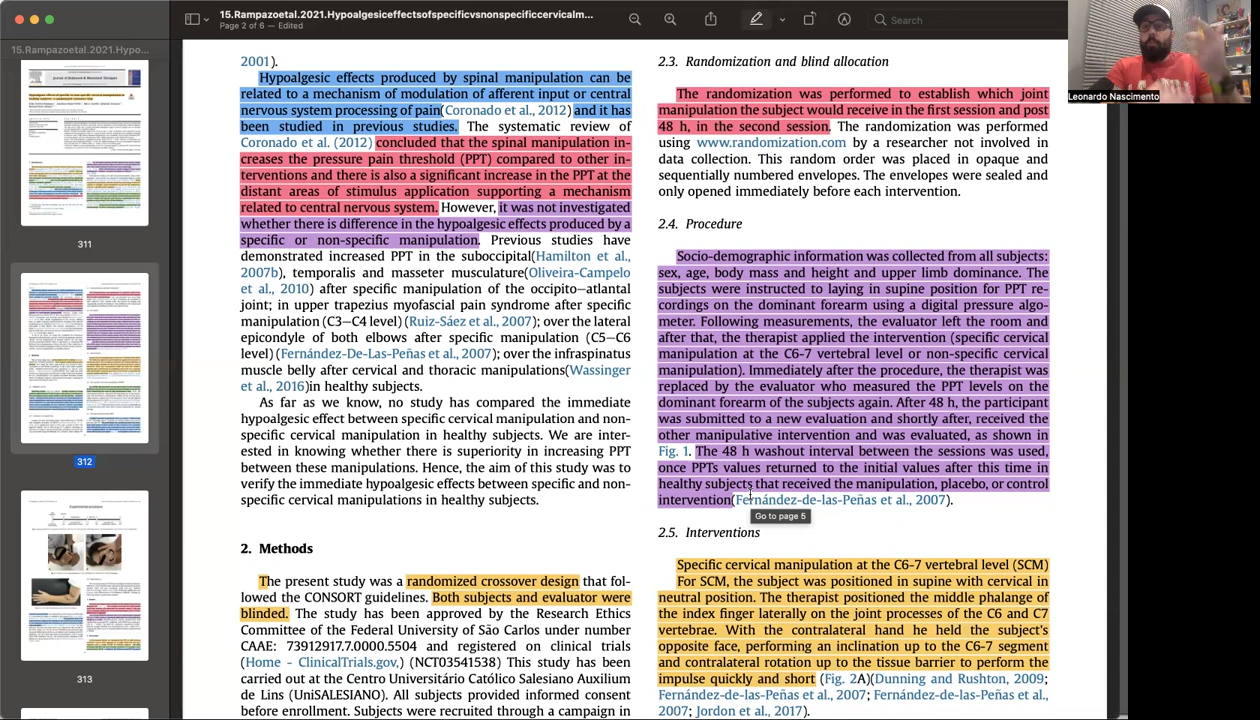 15.Rampazoetal.2021.Hypoalgesiceffectsofspecificvsnonspecificcervicalm...
Page 2 of 6 – Edited
Search
15.Rampazoetal.2021.Hypo...
311
312
313
Leonardo Nascimento
2001).
Hypoalgesic effects produced by spinal manipulation can be
related to a mechanism of modulation of afferent input or central
nervous system processing of pain(Coronado et al., 2012) and it has
been studied in previous studies. The systematic review of
Coronado et al. (2012) concluded that the spinal manipulation in-
creases the pressure pain threshold (PPT) compared to other in-
terventions and there is also a significant increase in the PPT at the
distant areas of stimulus application supporting a mechanism
related to central nervous system. However, it was not investigated
whether there is difference in the hypoalgesic effects produced by a
specific or non-specific manipulation. Previous studies have
demonstrated increased PPT in the suboccipital(Hamilton et al.,
2007b), temporalis and masseter musculature(Oliveira-Campelo
et al., 2010) after specific manipulation of the occipito–atlantal
joint; in upper trapezius myofascial pain syndrome after specific
manipulation (C3–C4 level) (Ruiz-Sáez et al., 2007); over the lateral
epicondyle of both elbows after specific manipulation (C5–C6
level) (Fernández-De-Las-Peñas et al., 2007); over the infraspinatus
muscle belly after cervical and thoracic manipulations(Wassinger
et al., 2016)in healthy subjects.
As far as we know, no study has compared the immediate
hypoalgesic effect between specific cervical manipulation and non-
specific cervical manipulation in healthy subjects. We are inter-
ested in knowing whether there is superiority in increasing PPT
between these manipulations. Hence, the aim of this study was to
verify the immediate hypoalgesic effects between specific and non-
specific cervical manipulations in healthy subjects.
2. Methods
The present study was a randomized crossover design that fol-
lowed the CONSORT guidelines. Both subjects and evaluator were
blinded. The study has been approved by the Research Ethics
Committee of the Federal University of São Carlos under number
CAAE: 73912917.7.0000.5504 and registered on clinical trials
(Home - ClinicalTrials.gov,) (NCT03541538) This study has been
carried out at the Centro Universitário Católico Salesiano Auxilium
de Lins (UniSALESIANO). All subjects provided informed consent
before enrollment. Subjects were recruited through a campaign in
2.3. Randomization and blind allocation
The randomization was performed to establish which joint
manipulation the subject would receive in the first session and post
48 h, in the second session. The randomization was performed
using www.randomization.com by a researcher not involved in
data collection. This random order was placed in opaque and
sequentially numbered envelopes. The envelopes were sealed and
only opened immediately before each intervention.
2.4. Procedure
Socio-demographic information was collected from all subjects:
sex, age, body mass and height and upper limb dominance. The
subjects were instructed to laying in supine position for PPT re-
cordings on the dominant forearm using a digital pressure algo-
meter. Following measurements, the evaluator left the room and
after that, the therapist applied the intervention (specific cervical
manipulation at the C6-7 vertebral level or non-specific cervical
manipulation). Immediately after the procedure, the therapist was
replaced by the evaluator who measured the PPT levels on the
dominant forearm of the subjects again. After 48 h, the participant
was submitted to a new evaluation and shortly after, received the
other manipulative intervention and was evaluated, as shown in
Fig. 1. The 48 h washout interval between the sessions was used,
once PPTs values returned to the initial values after this time in
healthy subjects that received the manipulation, placebo, or control
intervention(Fernández-de-las-Peñas et al., 2007).
Go to page 5
2.5. Interventions
Specific cervical manipulation at the C6-7 vertebral level (SCM)
For SCM, the subject was positioned in supine with cervical in
neutral position. The therapist positioned the middle phalange of
the index finger laterally on the joint processes of the C6 and C7
vertebrae. With the contralateral hand he held the subject's
opposite face, performing an inclination up to the C6-7 segment
and contralateral rotation up to the tissue barrier to perform the
impulse quickly and short (Fig. 2A)(Dunning and Rushton, 2009;
Fernández-de-las-Peñas et al., 2007; Fernández-de-las-Peñas et al.,
2007; Jordon et al., 2017).